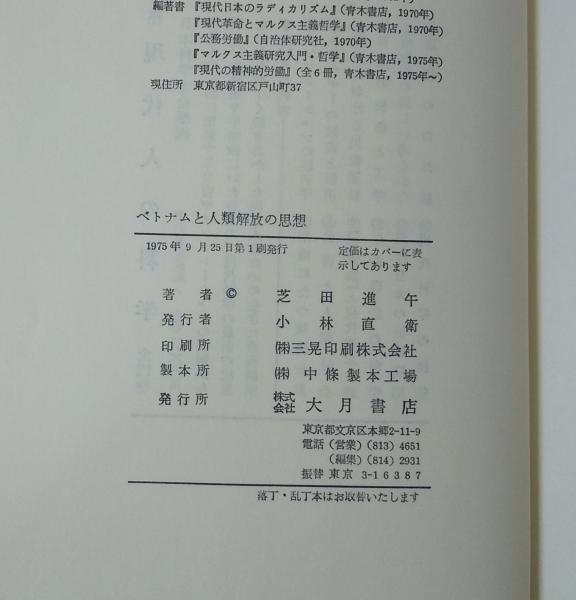 編著書 『現代日本のラディカリズム』(青木書店, 1970年)
『現代革命とマルクス主義哲学』(青木書店, 1970年)
『公務労働』(自治体研究社, 1970年)
『マルクス主義研究入門・哲学』(青木書店, 1975年)
『現代の精神的労働』(全6冊, 青木書店, 1975年〜)
現住所 東京都新宿区戸山町37
ベトナムと人類解放の思想
1975年9月25日第1刷発行
定価はカバーに表
示してあります
著者© 芝田進午
発行者 小林直衛
印刷所 ㈱三晃印刷株式会社
製本所 ㈱中條製本工場
発行所 株式会社 大月書店
東京都文京区本郷2-11-9
電話(営業)(813)4651
(編集)(814)2931
振替東京 3-16387
落丁・乱丁本はお取替いたします